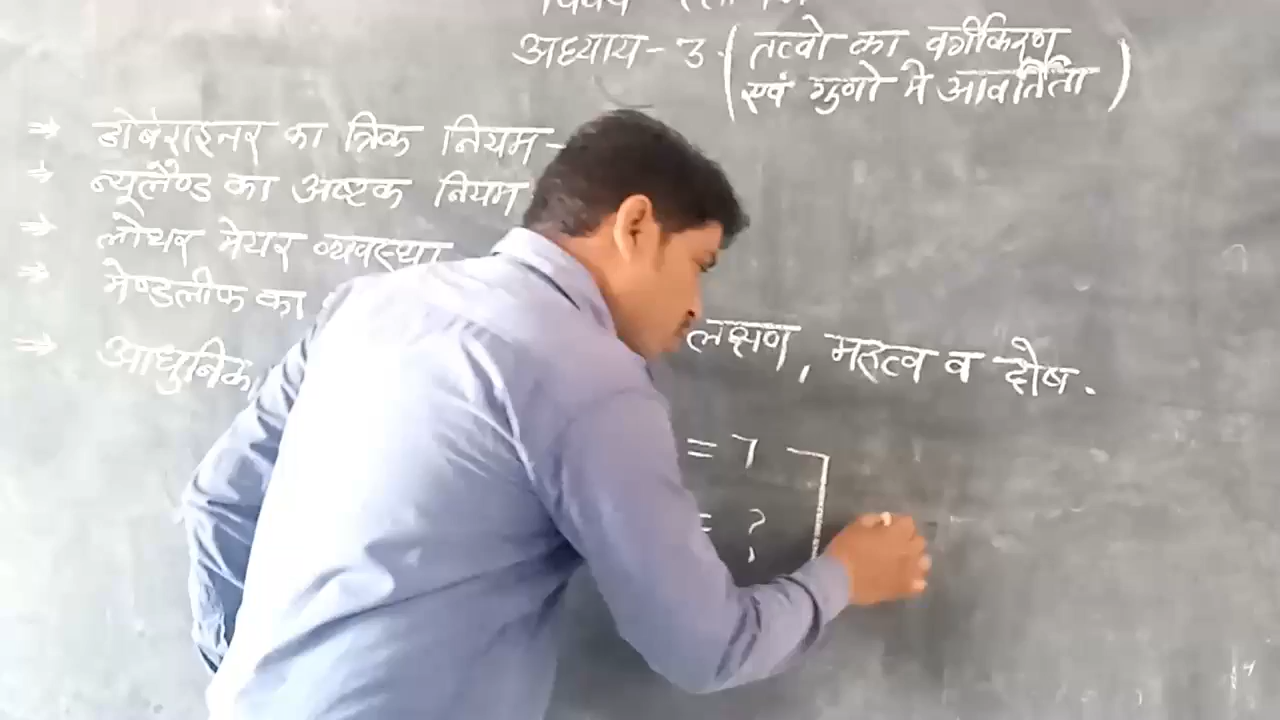 अध्याय - 3. ( तत्वो का वर्गीकरण
एवं गुणो मे आवर्तिता )
⇒ डोबेराइनर का त्रिक नियम -
⇒ न्यूलैण्ड का अष्टक नियम
⇒ लोथर मेयर व्यवस्था
⇒ मेण्डलीफ का
लक्षण, महत्व व दोष.
⇒ आधुनिक
= 7
= ?